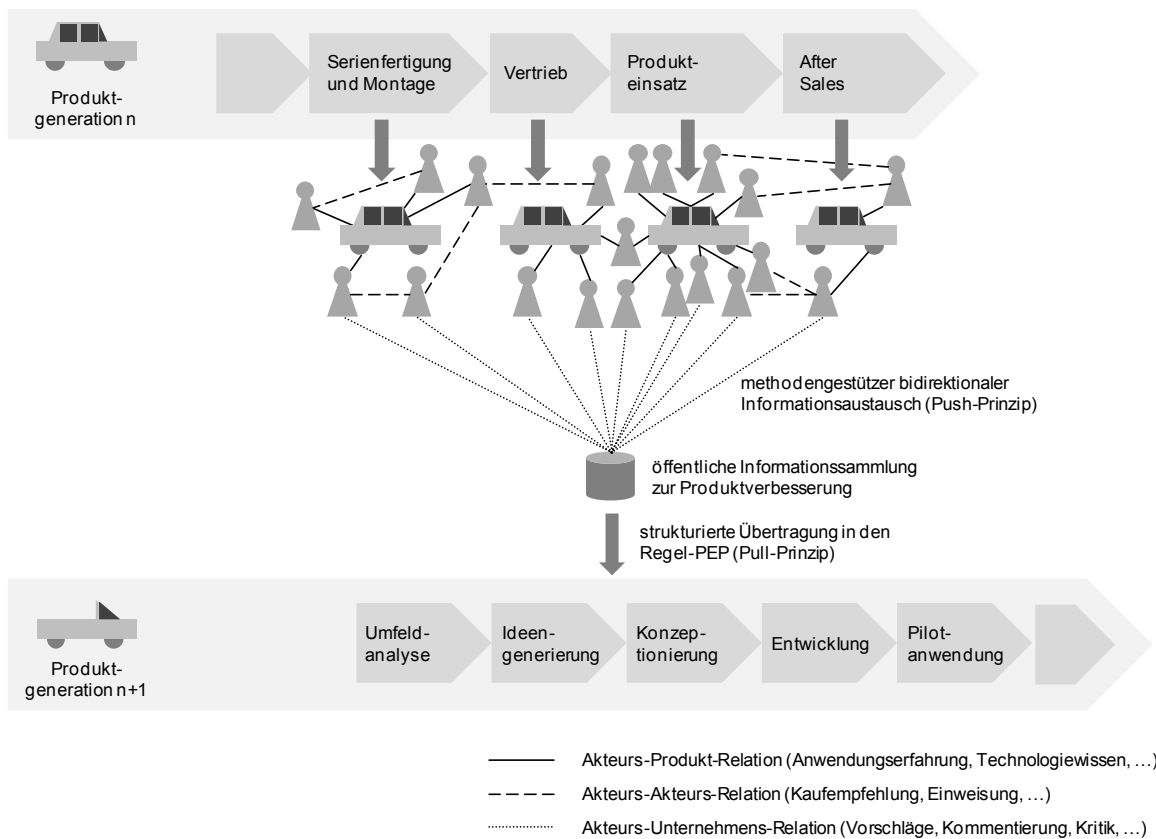 Serienfertigung
und Montage
Vertrieb
Produkt-
einsatz
After
Sales
Produkt-
generation n
methodengestützer bidirektionaler
Informationsaustausch (Push-Prinzip)
öffentliche Informationssammlung
zur Produktverbesserung
strukturierte Übertragung in den
Regel-PEP (Pull-Prinzip)
Umfeld-
analyse
Ideen-
generierung
Konzep-
tionierung
Entwicklung
Pilot-
anwendung
Produkt-
generation n+1
Akteurs-Produkt-Relation (Anwendungserfahrung, Technologiewissen, …)
Akteurs-Akteurs-Relation (Kaufempfehlung, Einweisung, …)
Akteurs-Unternehmens-Relation (Vorschläge, Kommentierung, Kritik, …)